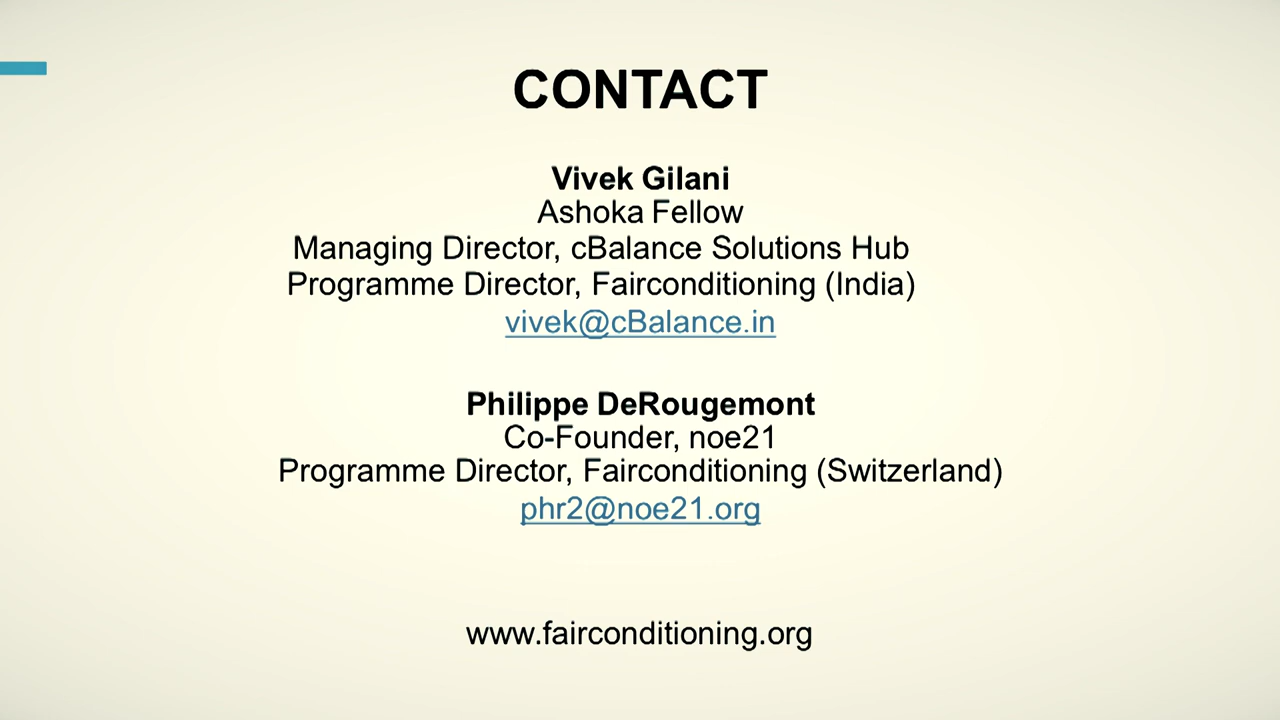 CONTACT
Vivek Gilani
Ashoka Fellow
Managing Director, cBalance Solutions Hub
Programme Director, Fairconditioning (India)
vivek@cBalance.in
Philippe DeRougemont
Co-Founder, noe21
Programme Director, Fairconditioning (Switzerland)
phr2@noe21.org
www.fairconditioning.org